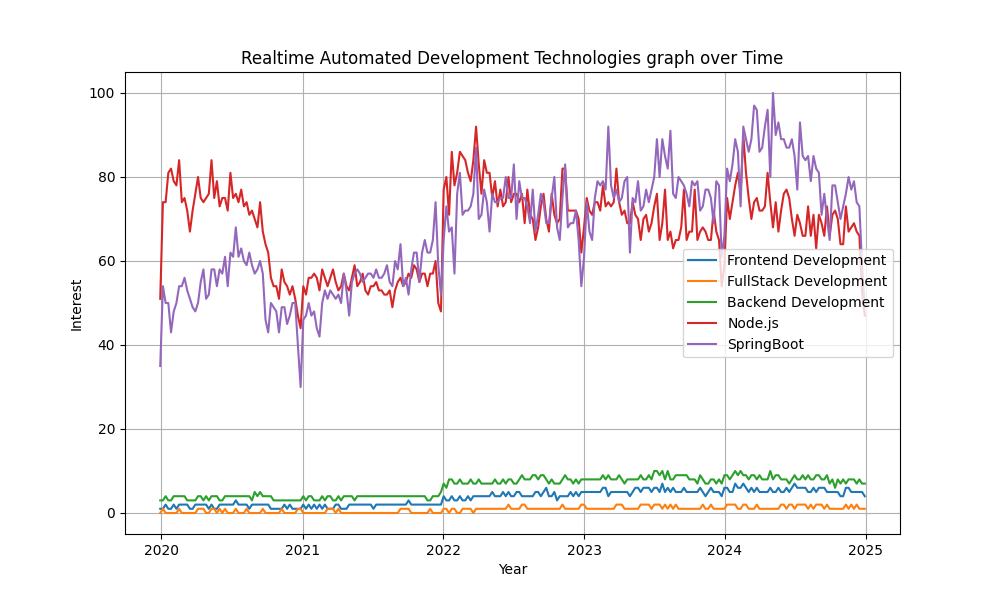 Realtime Automated Development Technologies graph over Time
Interest
100
80
60
40
20
0
Frontend Development
FullStack Development
Backend Development
Node.js
SpringBoot
2020
2021
2022
2023
2024
2025
Year